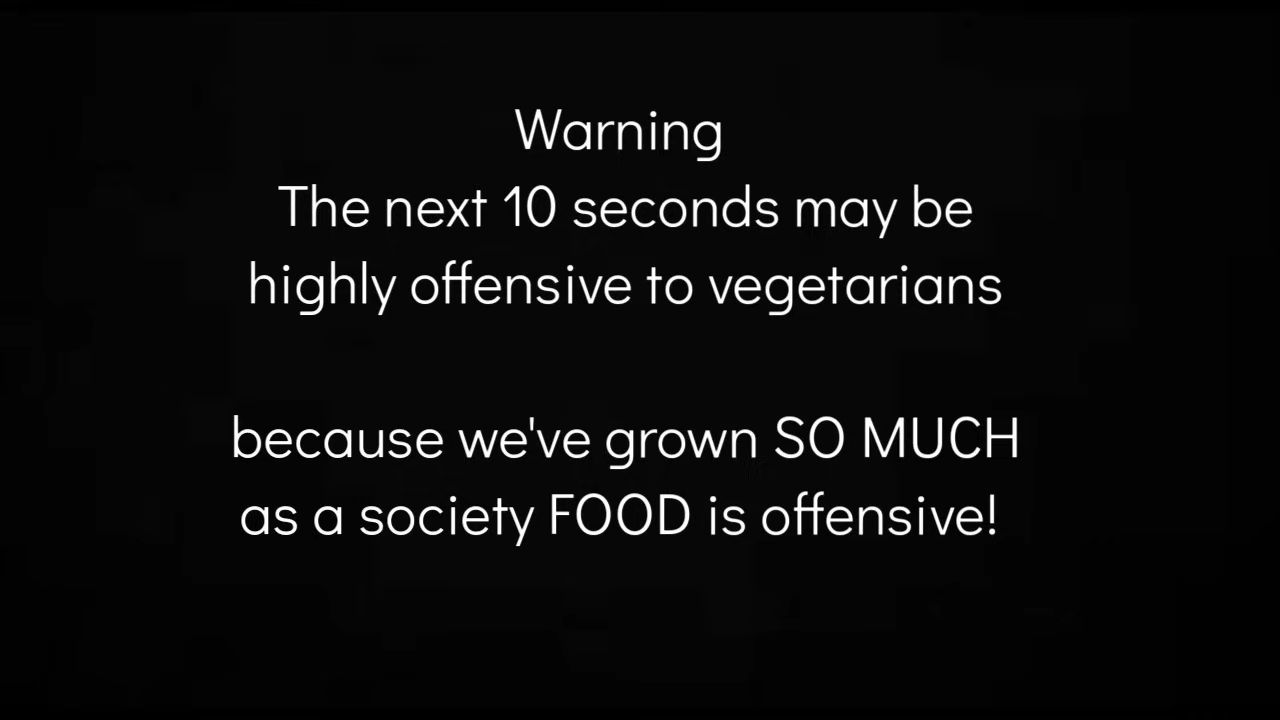 Warning
The next 10 seconds may be
highly offensive to vegetarians
because we've grown SO MUCH
as a society FOOD is offensive!